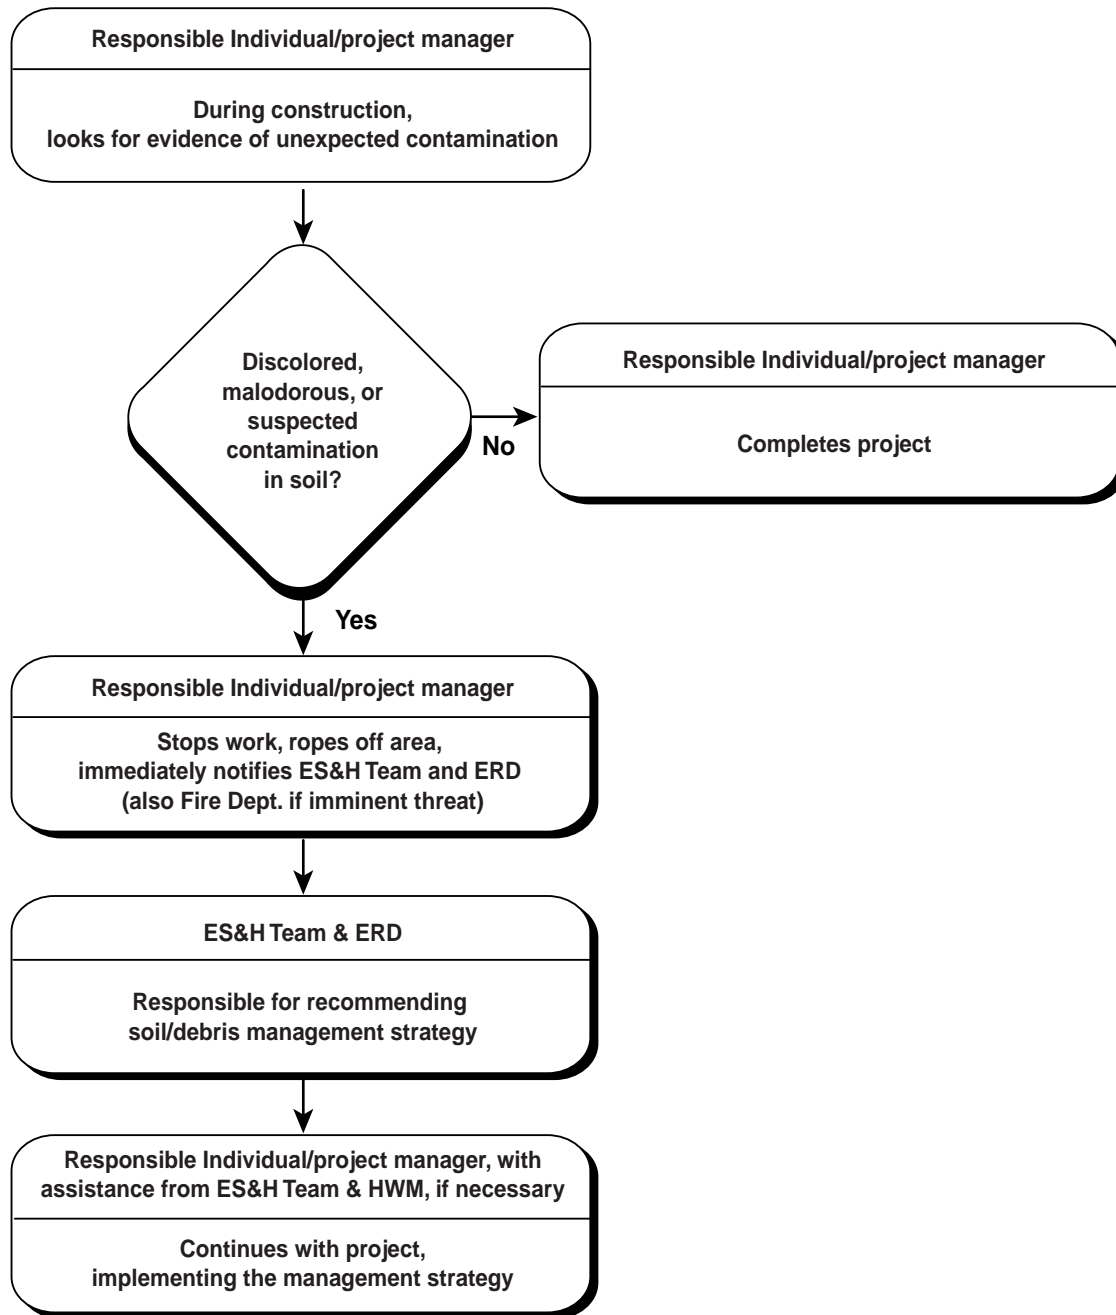 Responsible Individual/project manager
During construction,
looks for evidence of unexpected contamination
Discolored,
malodorous, or
suspected
contamination
in soil?
No
Responsible Individual/project manager
Completes project
Yes
Responsible Individual/project manager
Stops work, ropes off area,
immediately notifies ES&H Team and ERD
(also Fire Dept. if imminent threat)
ES&H Team & ERD
Responsible for recommending
soil/debris management strategy
Responsible Individual/project manager, with
assistance from ES&H Team & HWM, if necessary
Continues with project,
implementing the management strategy